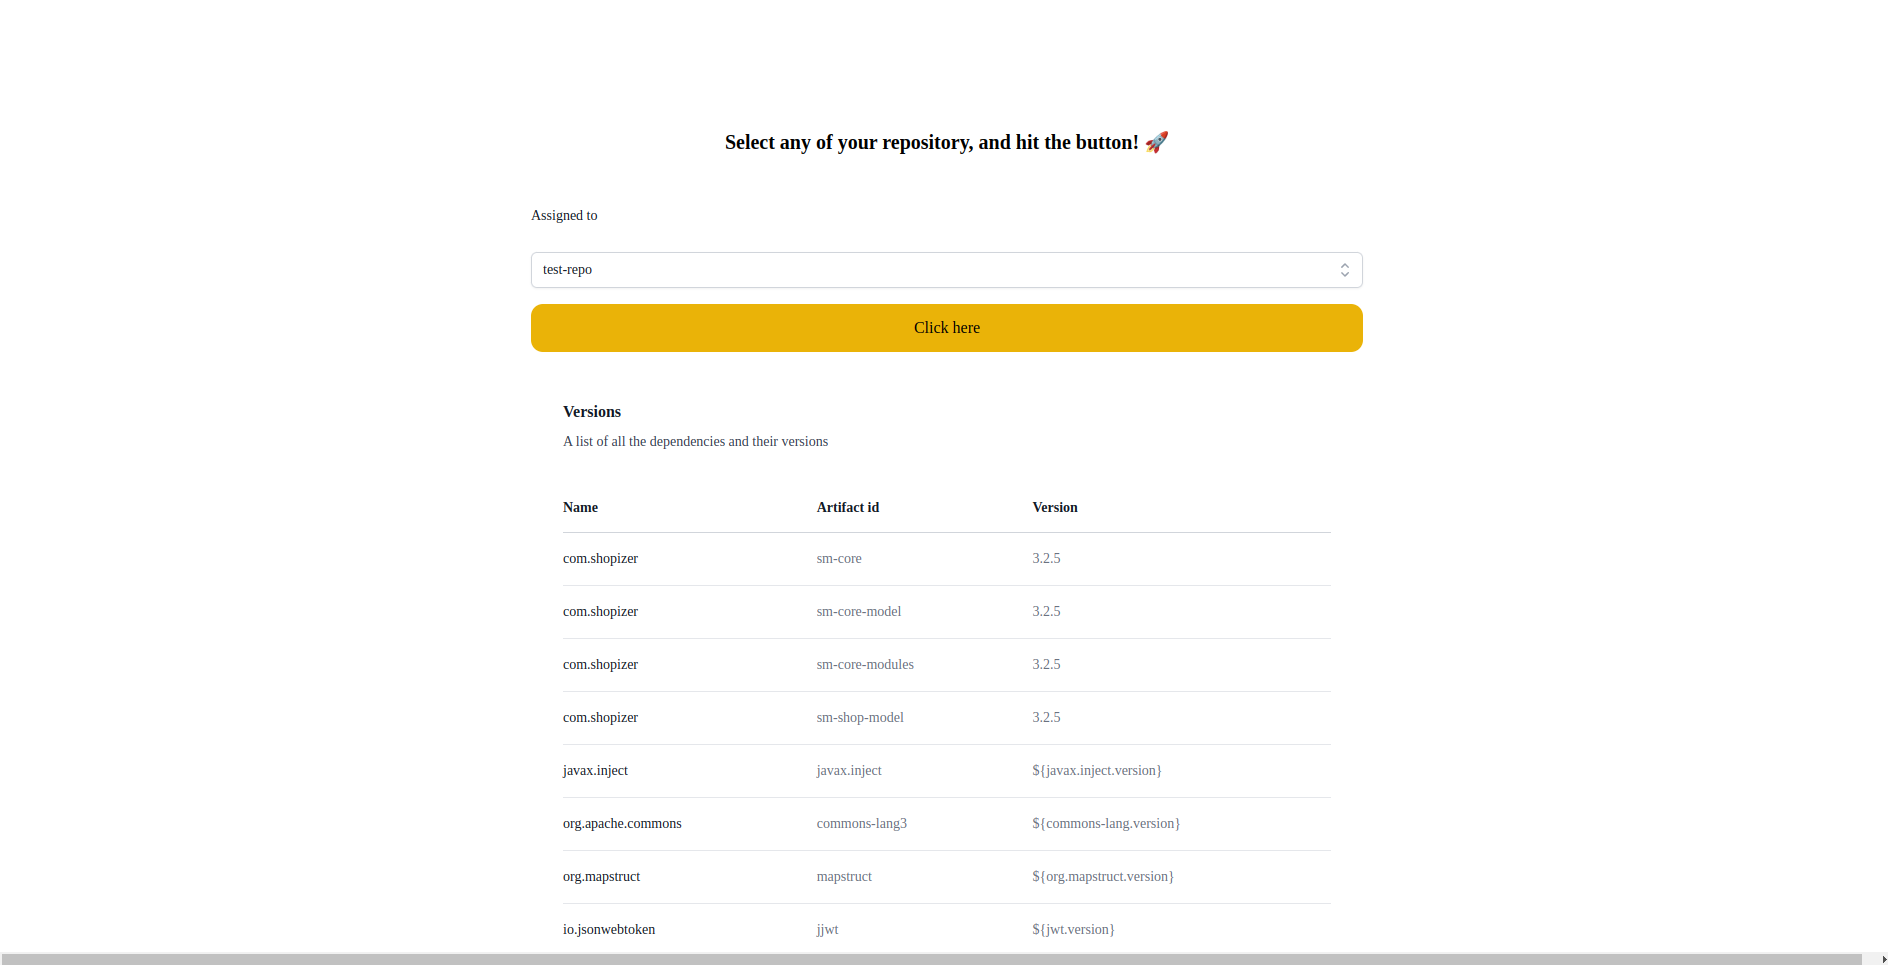 Select any of your repository, and hit the button! 🚀
Assigned to
test-repo
Click here
Versions
A list of all the dependencies and their versions
Name Artifact id Version
com.shopizer sm-core 3.2.5
com.shopizer sm-core-model 3.2.5
com.shopizer sm-core-modules 3.2.5
com.shopizer sm-shop-model 3.2.5
javax.inject javax.inject ${javax.inject.version}
org.apache.commons commons-lang3 ${commons-lang.version}
org.mapstruct mapstruct ${org.mapstruct.version}
io.jsonwebtoken jjwt ${jwt.version}